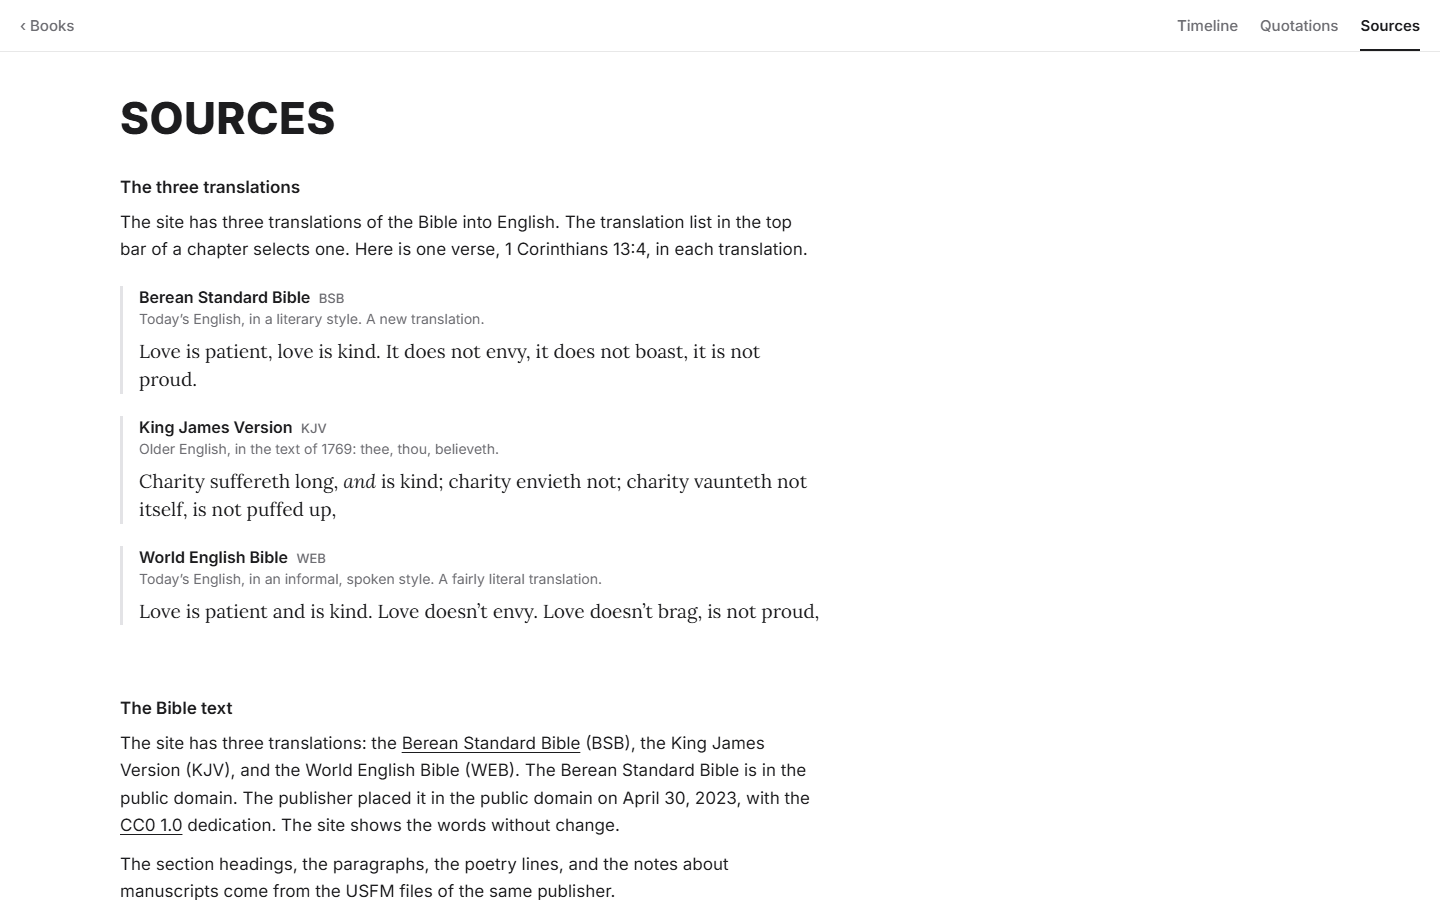 ‹ Books
Timeline Quotations Sources
SOURCES
The three translations
The site has three translations of the Bible into English. The translation list in the top
bar of a chapter selects one. Here is one verse, 1 Corinthians 13:4, in each translation.
Berean Standard Bible BSB
Today’s English, in a literary style. A new translation.
Love is patient, love is kind. It does not envy, it does not boast, it is not
proud.
King James Version KJV
Older English, in the text of 1769: thee, thou, believeth.
Charity suffereth long, and is kind; charity envieth not; charity vaunteth not
itself, is not puffed up,
World English Bible WEB
Today’s English, in an informal, spoken style. A fairly literal translation.
Love is patient and is kind. Love doesn’t envy. Love doesn’t brag, is not proud,
The Bible text
The site has three translations: the Berean Standard Bible (BSB), the King James
Version (KJV), and the World English Bible (WEB). The Berean Standard Bible is in the
public domain. The publisher placed it in the public domain on April 30, 2023, with the
CC0 1.0 dedication. The site shows the words without change.
The section headings, the paragraphs, the poetry lines, and the notes about
manuscripts come from the USFM files of the same publisher.